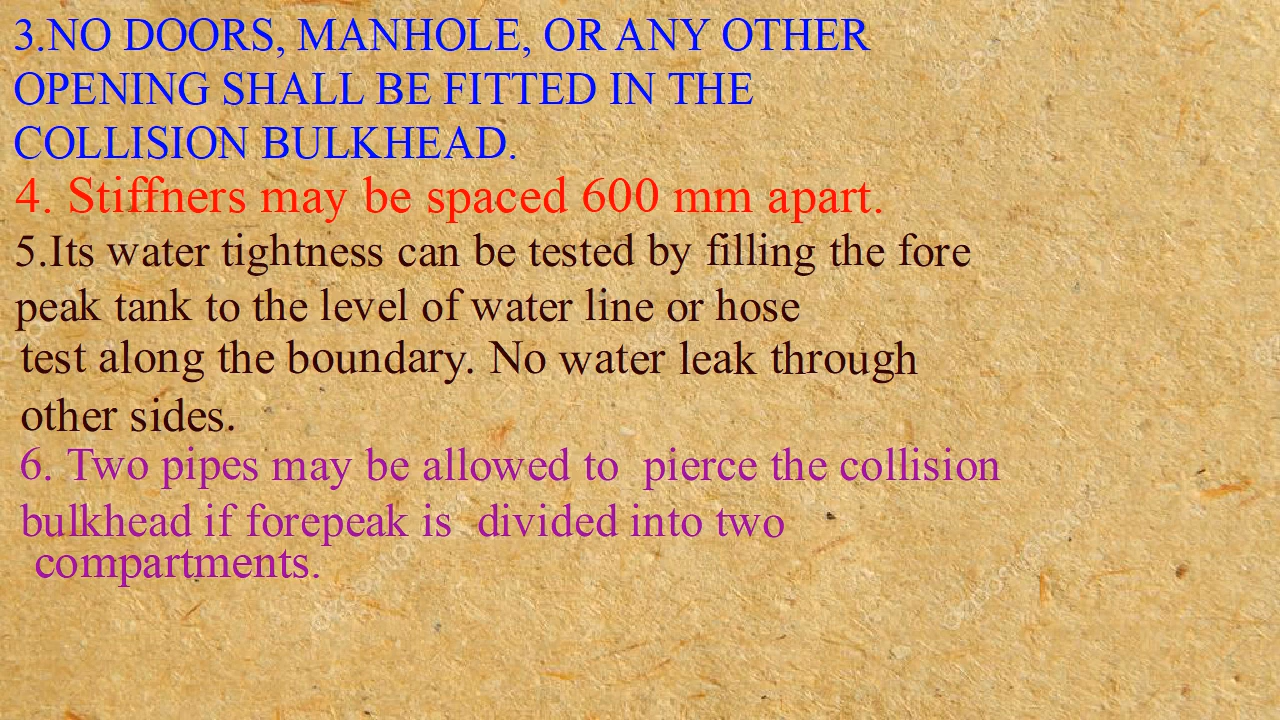 3.NO DOORS, MANHOLE, OR ANY OTHER
OPENING SHALL BE FITTED IN THE
COLLISION BULKHEAD.
4. Stiffners may be spaced 600 mm apart.
5.Its water tightness can be tested by filling the fore
peak tank to the level of water line or hose
test along the boundary. No water leak through
other sides.
6. Two pipes may be allowed to  pierce the collision
bulkhead if forepeak is  divided into two
compartments.